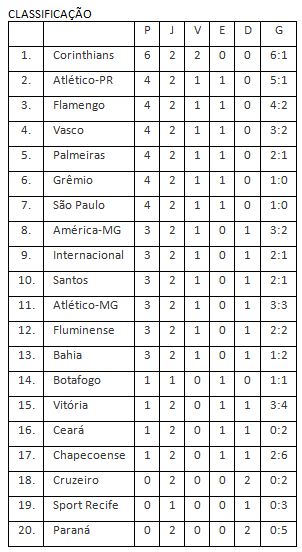 CLASSIFICAÇÃO
P J V E D G
1. Corinthians 6 2 2 0 0 6:1
2. Atlético-PR 4 2 1 1 0 5:1
3. Flamengo 4 2 1 1 0 4:2
4. Vasco 4 2 1 1 0 3:2
5. Palmeiras 4 2 1 1 0 2:1
6. Grêmio 4 2 1 1 0 1:0
7. São Paulo 4 2 1 1 0 1:0
8. América-MG 3 2 1 0 1 3:2
9. Internacional 3 2 1 0 1 2:1
10. Santos 3 2 1 0 1 2:1
11. Atlético-MG 3 2 1 0 1 3:3
12. Fluminense 3 2 1 0 1 2:2
13. Bahia 3 2 1 0 1 1:2
14. Botafogo 1 1 0 1 0 1:1
15. Vitória 1 2 0 1 1 3:4
16. Ceará 1 2 0 1 1 0:2
17. Chapecoense 1 2 0 1 1 2:6
18. Cruzeiro 0 2 0 0 2 0:2
19. Sport Recife 0 1 0 0 1 0:3
20. Paraná 0 2 0 0 2 0:5